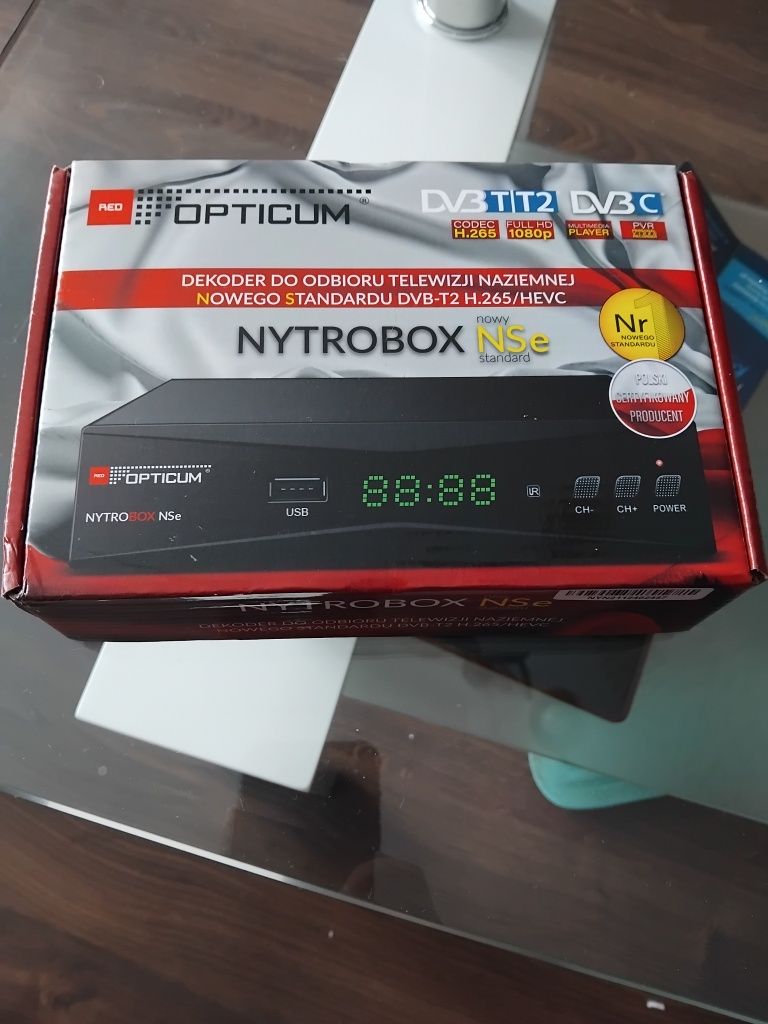 RED OPTICUM®
DVB T/T2 DVB C
CODEC H.265 FULL HD 1080p MULTIMEDIA PLAYER PVR
DEKODER DO ODBIORU TELEWIZJI NAZIEMNEJ
NOWEGO STANDARDU DVB-T2 H.265/HEVC
nowy
NYTROBOX NSe
standard
Nr 1
NOWEGO
STANDARDU
POLSKI
CERTYFIKOWANY
PRODUCENT
RED OPTICUM
NYTROBOX NSe
USB
88:88
IR
CH-
CH+
POWER
NYTROBOX NSe
DEKODER DO ODBIORU TELEWIZJI NAZIEMNEJ
NOWEGO STANDARDU DVB-T2 H.265/HEVC